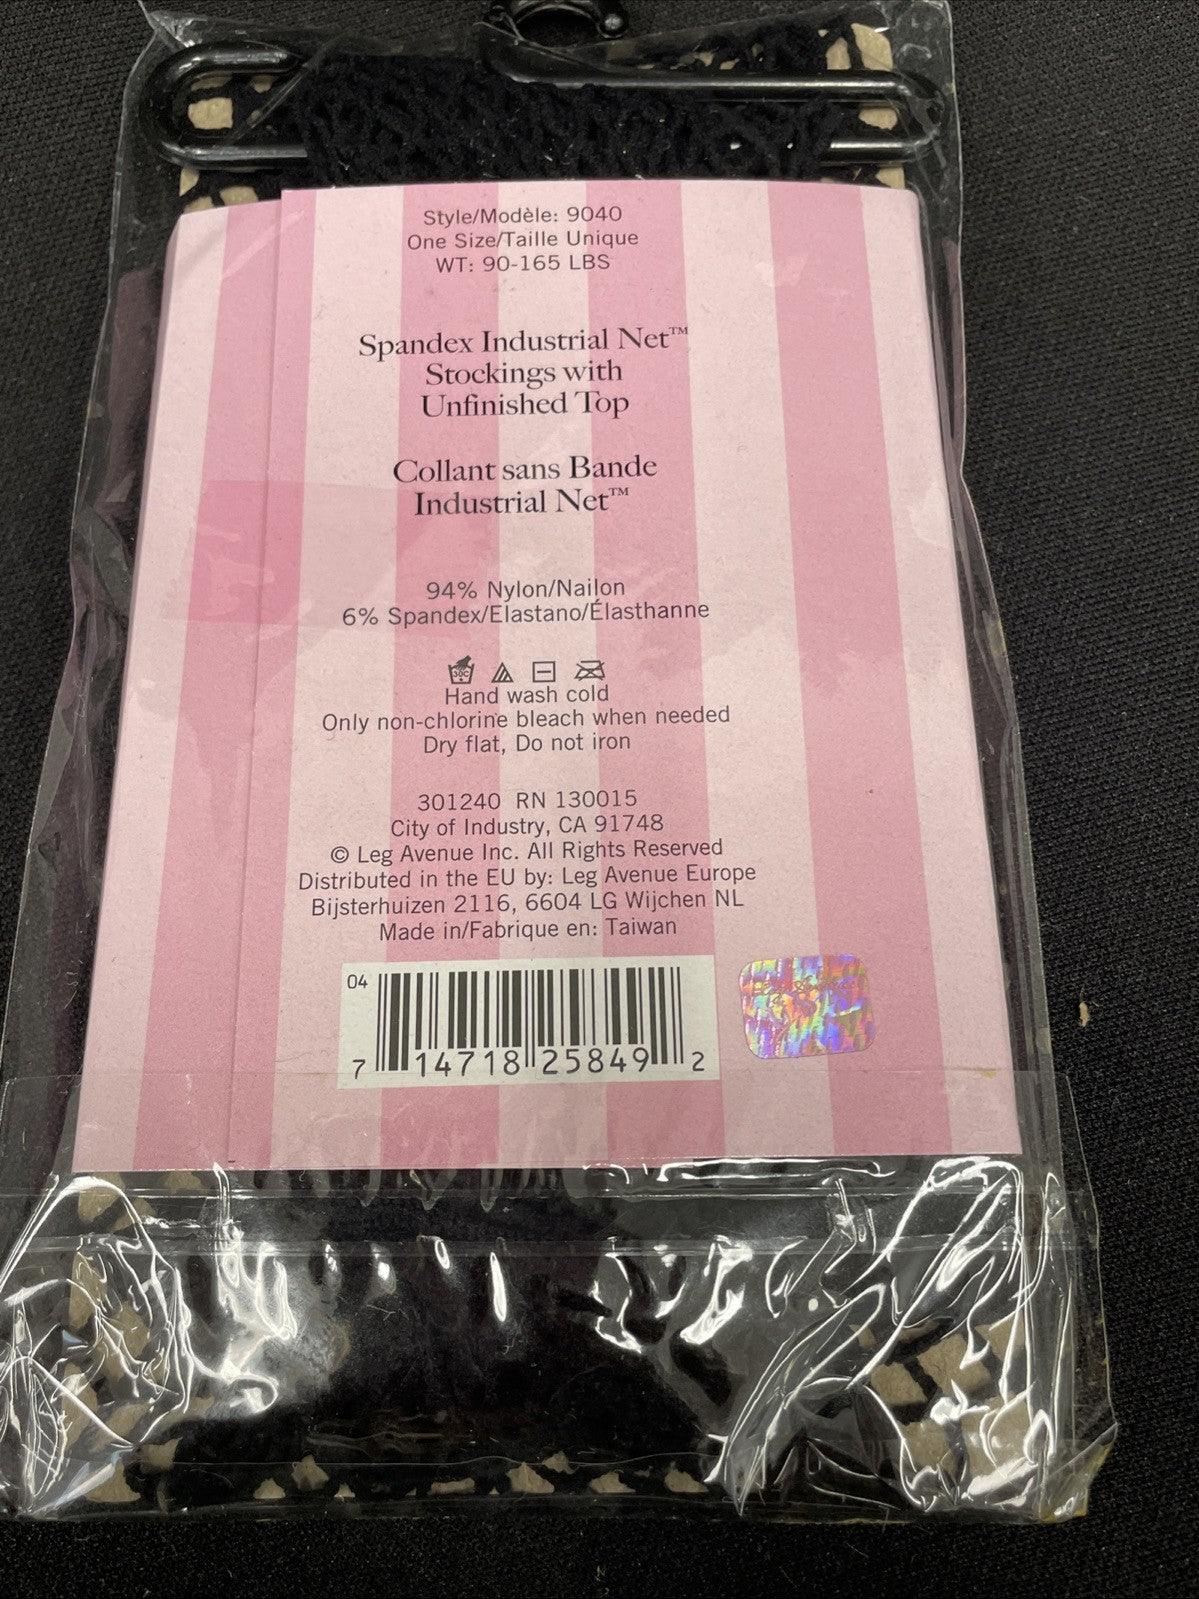 Style/Modèle: 9040
One Size/Taille Unique
WT: 90-165 LBS
Spandex Industrial Net™
Stockings with
Unfinished Top
Collant sans Bande
Industrial Net™
94% Nylon/Nailon
6% Spandex/Elastano/Élasthanne
30C
Hand wash cold
Only non-chlorine bleach when needed
Dry flat, Do not iron
301240 RN 130015
City of Industry, CA 91748
© Leg Avenue Inc. All Rights Reserved
Distributed in the EU by: Leg Avenue Europe
Bijsterhuizen 2116, 6604 LG Wijchen NL
Made in/Fabrique en: Taiwan
04
7 14718 25849 2